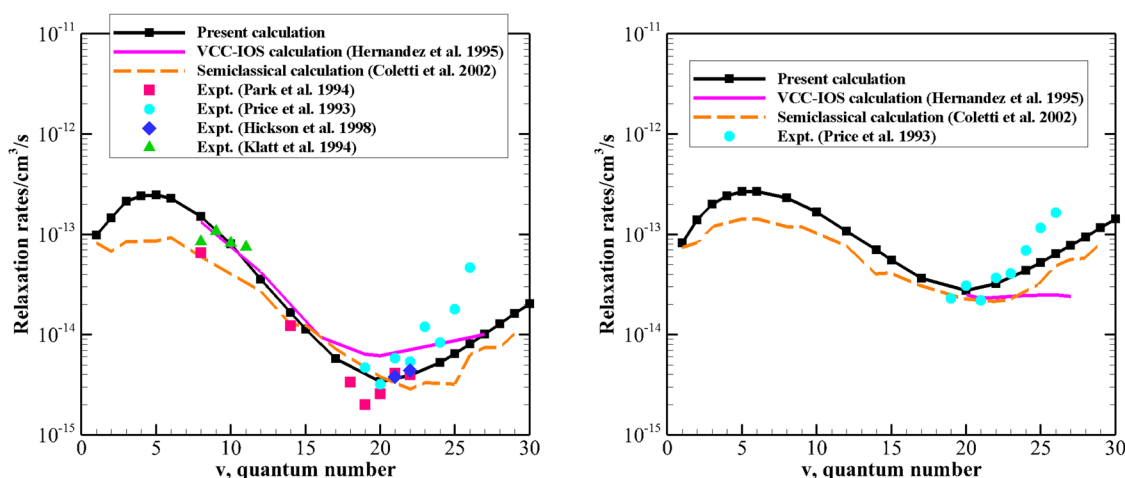 10⁻¹¹
Present calculation
VCC-IOS calculation (Hernandez et al. 1995)
Semiclassical calculation (Coletti et al. 2002)
Expt. (Park et al. 1994)
Expt. (Price et al. 1993)
Expt. (Hickson et al. 1998)
Expt. (Klatt et al. 1994)
10⁻¹²
10⁻¹³
10⁻¹⁴
10⁻¹⁵
Relaxation rates/cm³/s
0 5 10 15 20 25 30
v, quantum number
10⁻¹¹
Present calculation
VCC-IOS calculation (Hernandez et al. 1995)
Semiclassical calculation (Coletti et al. 2002)
Expt. (Price et al. 1993)
10⁻¹²
10⁻¹³
10⁻¹⁴
10⁻¹⁵
Relaxation rates/cm³/s
0 5 10 15 20 25 30
v, quantum number